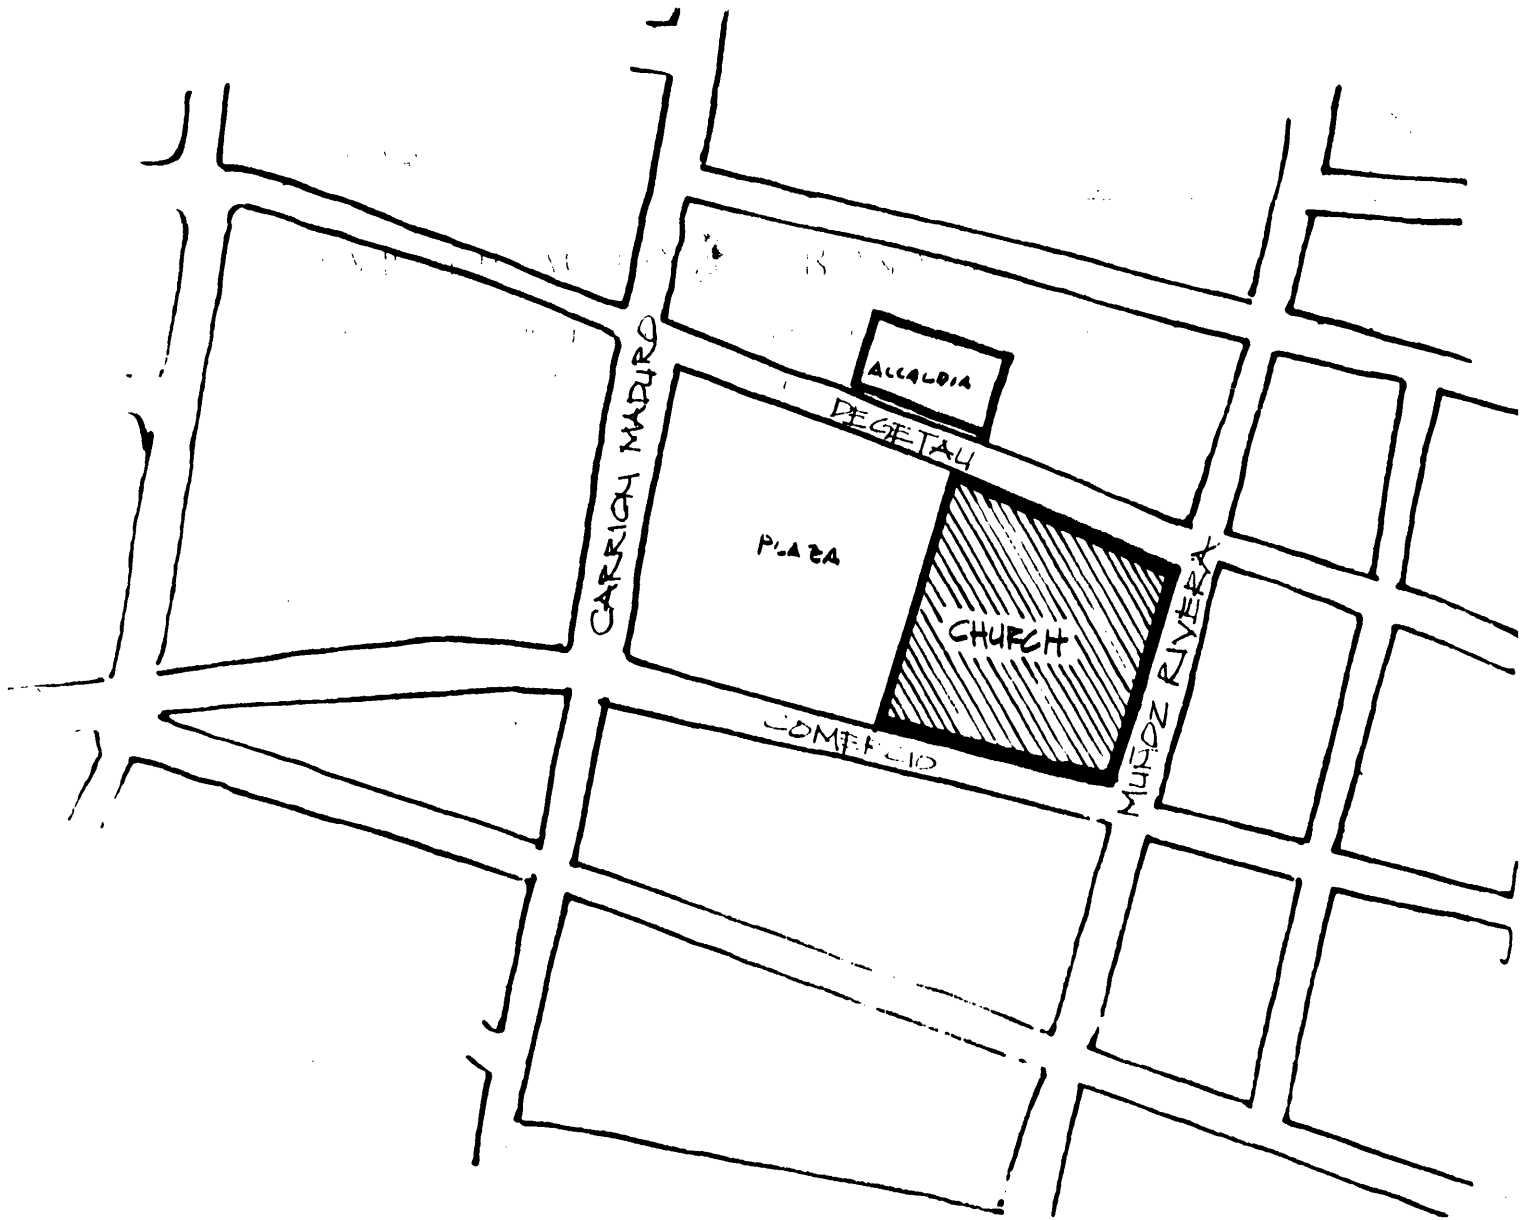 CARRION MADURO
ALCALDIA
DEGETAU
PLAZA
CHURCH
MUÑOZ RIVERA
COMERCIO